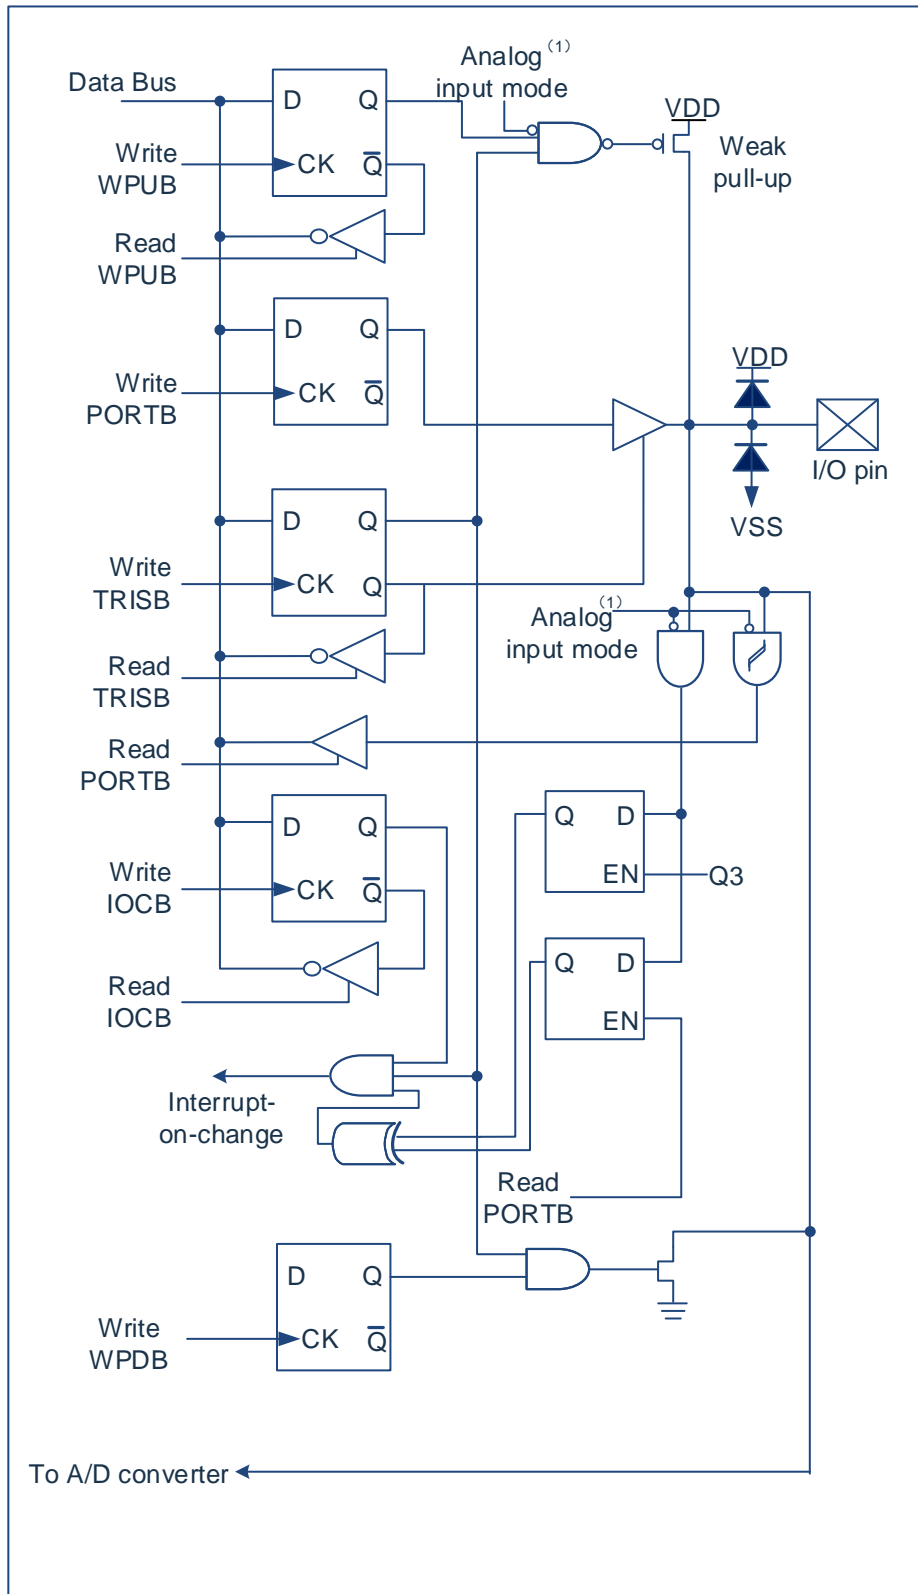 Analog (1)
input mode
Data Bus
D Q
VDD
Write
WPUB
CK Q
Weak
pull-up
Read
WPUB
D Q
Write
PORTB
CK Q
VDD
I/O pin
VSS
D Q
Write
TRISB
CK Q
Analog (1)
input mode
Read
TRISB
Read
PORTB
D Q
Q D
Write
IOCB
CK Q
EN
Q3
Q D
Read
IOCB
EN
Interrupt-
on-change
Read
PORTB
D Q
Write
WPDB
CK Q
To A/D converter